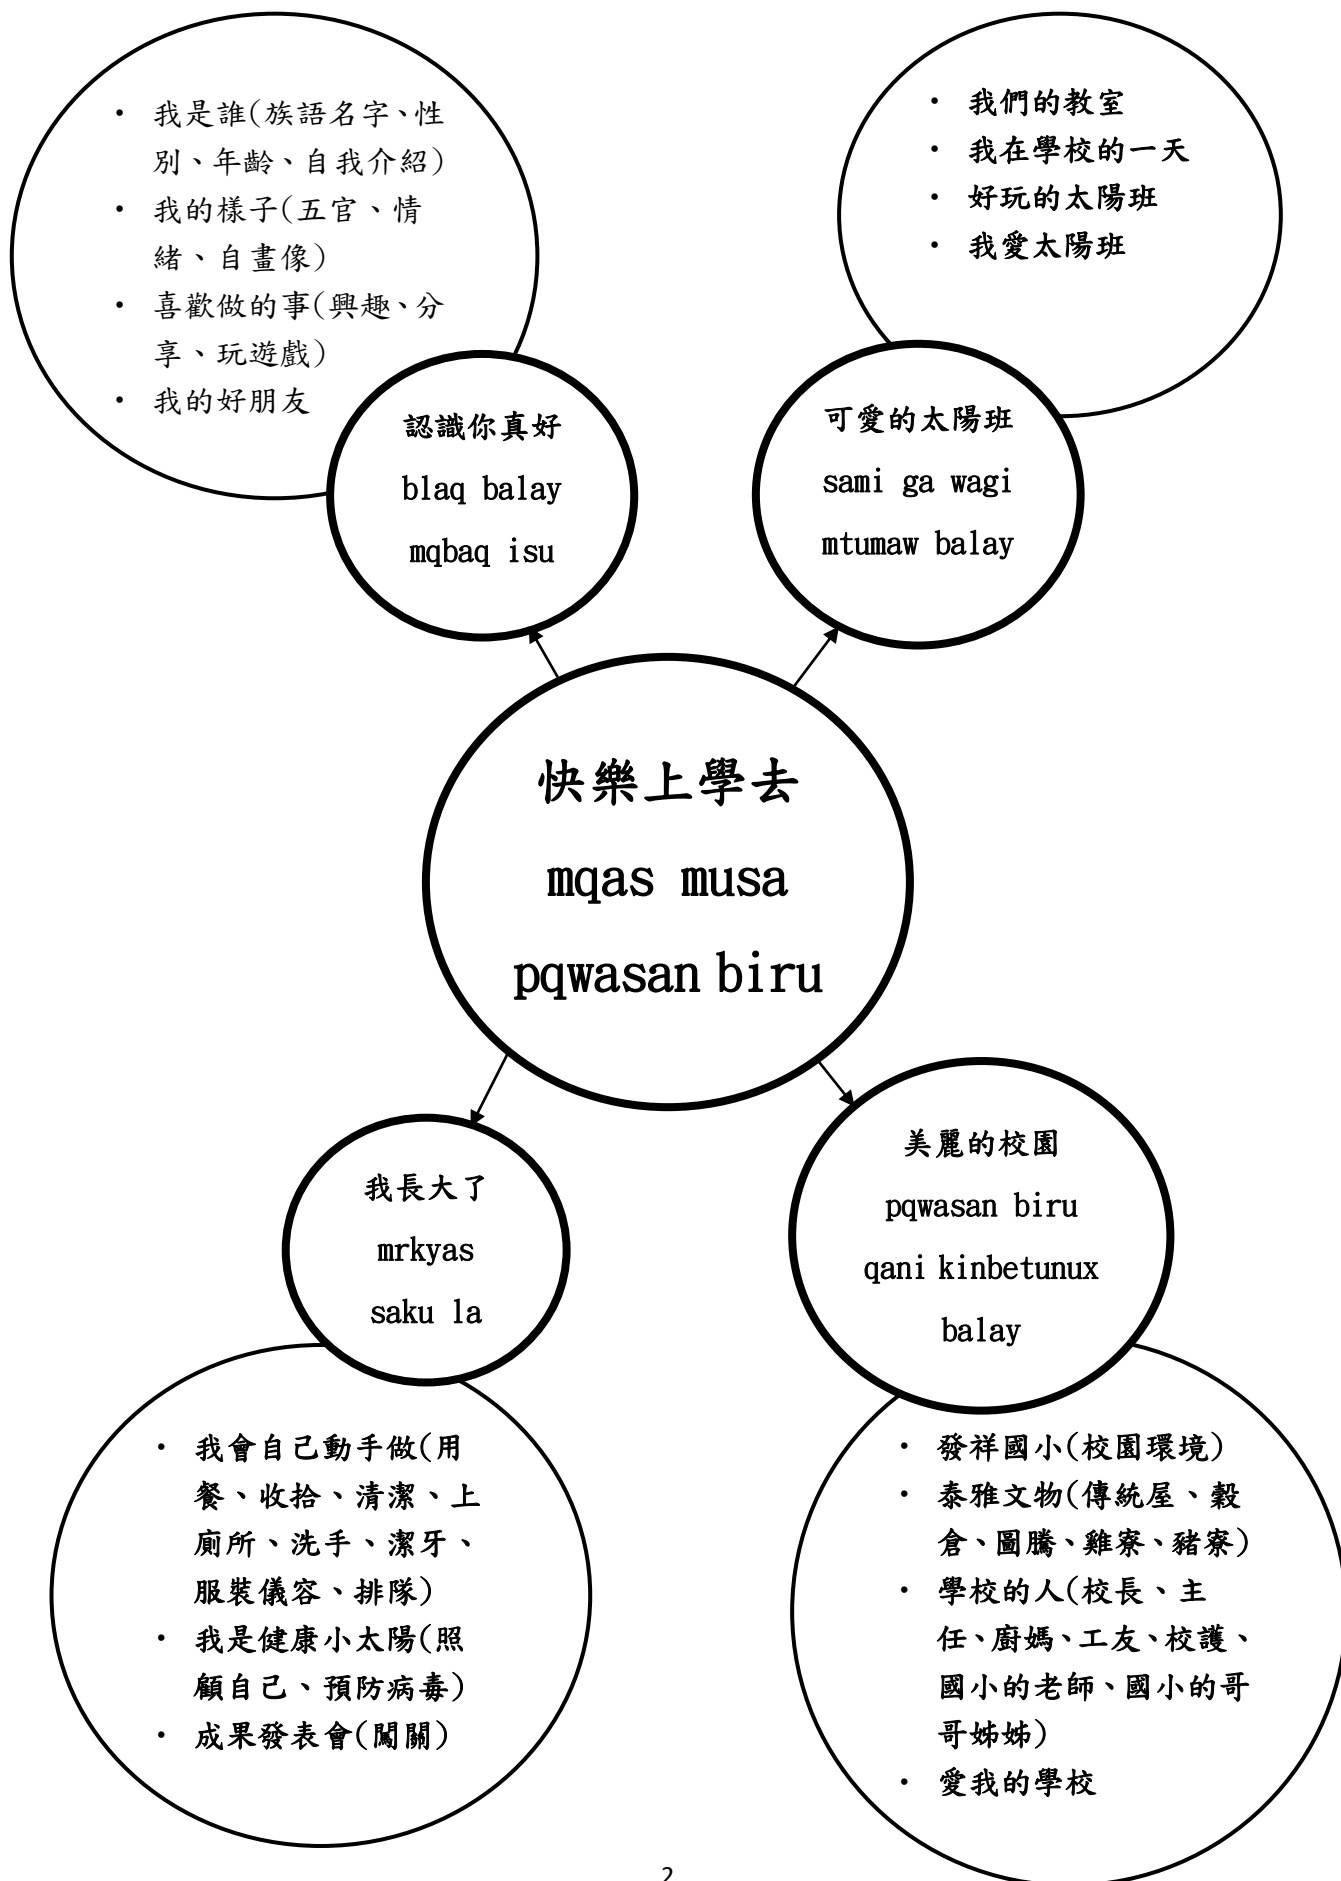 · 我是誰(族語名字、性
別、年齡、自我介紹)
· 我的樣子(五官、情
緒、自畫像)
· 喜歡做的事(興趣、分
享、玩遊戲)
· 我的好朋友
認識你真好
blaq balay
mqbaq isu
· 我們的教室
· 我在學校的一天
· 好玩的太陽班
· 我愛太陽班
可愛的太陽班
sami ga wagi
mtumaw balay
快樂上學去
mqas musa
pqwasan biru
我長大了
mrkyas
saku la
· 我會自己動手做(用
餐、收拾、清潔、上
廁所、洗手、潔牙、
服裝儀容、排隊)
· 我是健康小太陽(照
顧自己、預防病毒)
· 成果發表會(闖關)
美麗的校園
pqwasan biru
qani kinbetunux
balay
· 發祥國小(校園環境)
· 泰雅文物(傳統屋、穀
倉、圖騰、雞寮、豬寮)
· 學校的人(校長、主
任、廚媽、工友、校護、
國小的老師、國小的哥
哥姊姊)
· 愛我的學校
2